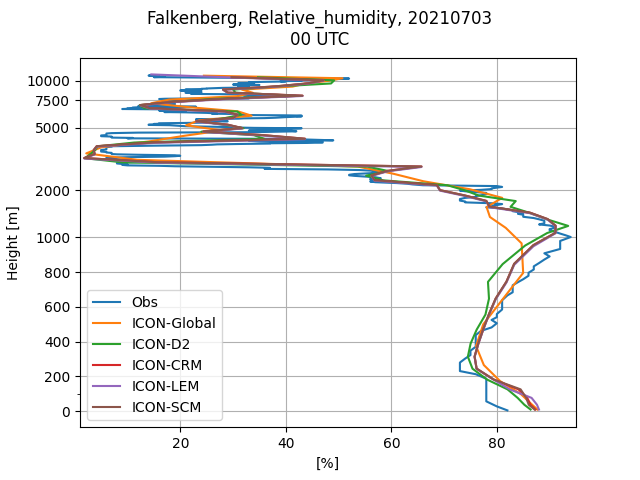 Falkenberg, Relative_humidity, 20210703
00 UTC
10000
7500
5000
2000
1000
800
600
400
200
0
Height [m]
Obs
ICON-Global
ICON-D2
ICON-CRM
ICON-LEM
ICON-SCM
20 40 60 80
[%]